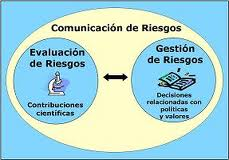 Comunicación de Riesgos
Evaluación
de Riesgos
Contribuciones
científicas
Gestión
de Riesgos
Decisiones
relacionadas con
políticas
y valores